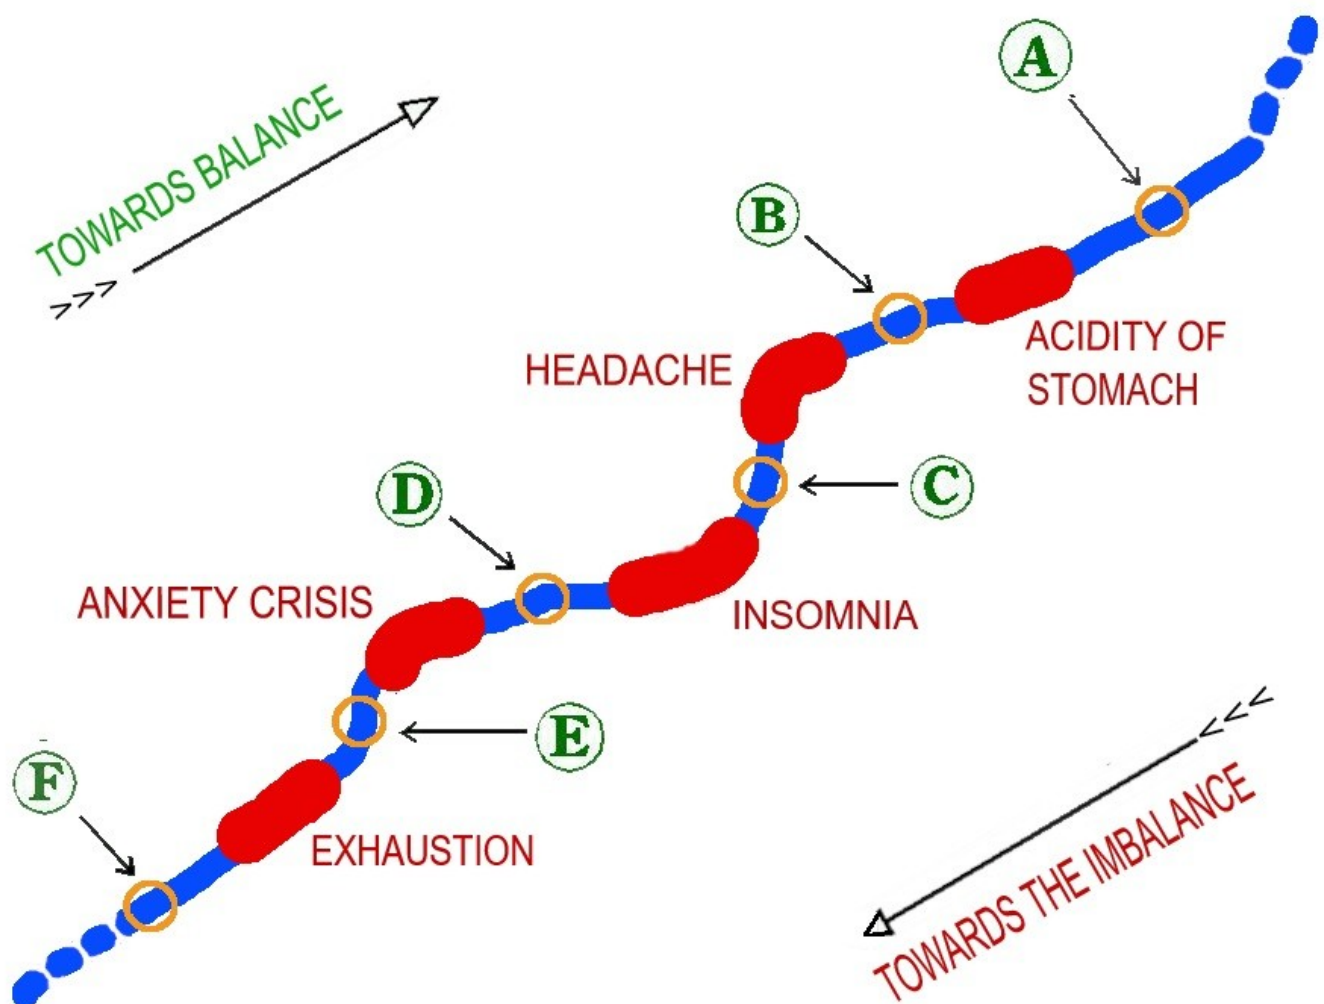 A
TOWARDS BALANCE
B
HEADACHE
ACIDITY OF
STOMACH
D
C
ANXIETY CRISIS
INSOMNIA
E
F
EXHAUSTION
TOWARDS THE IMBALANCE